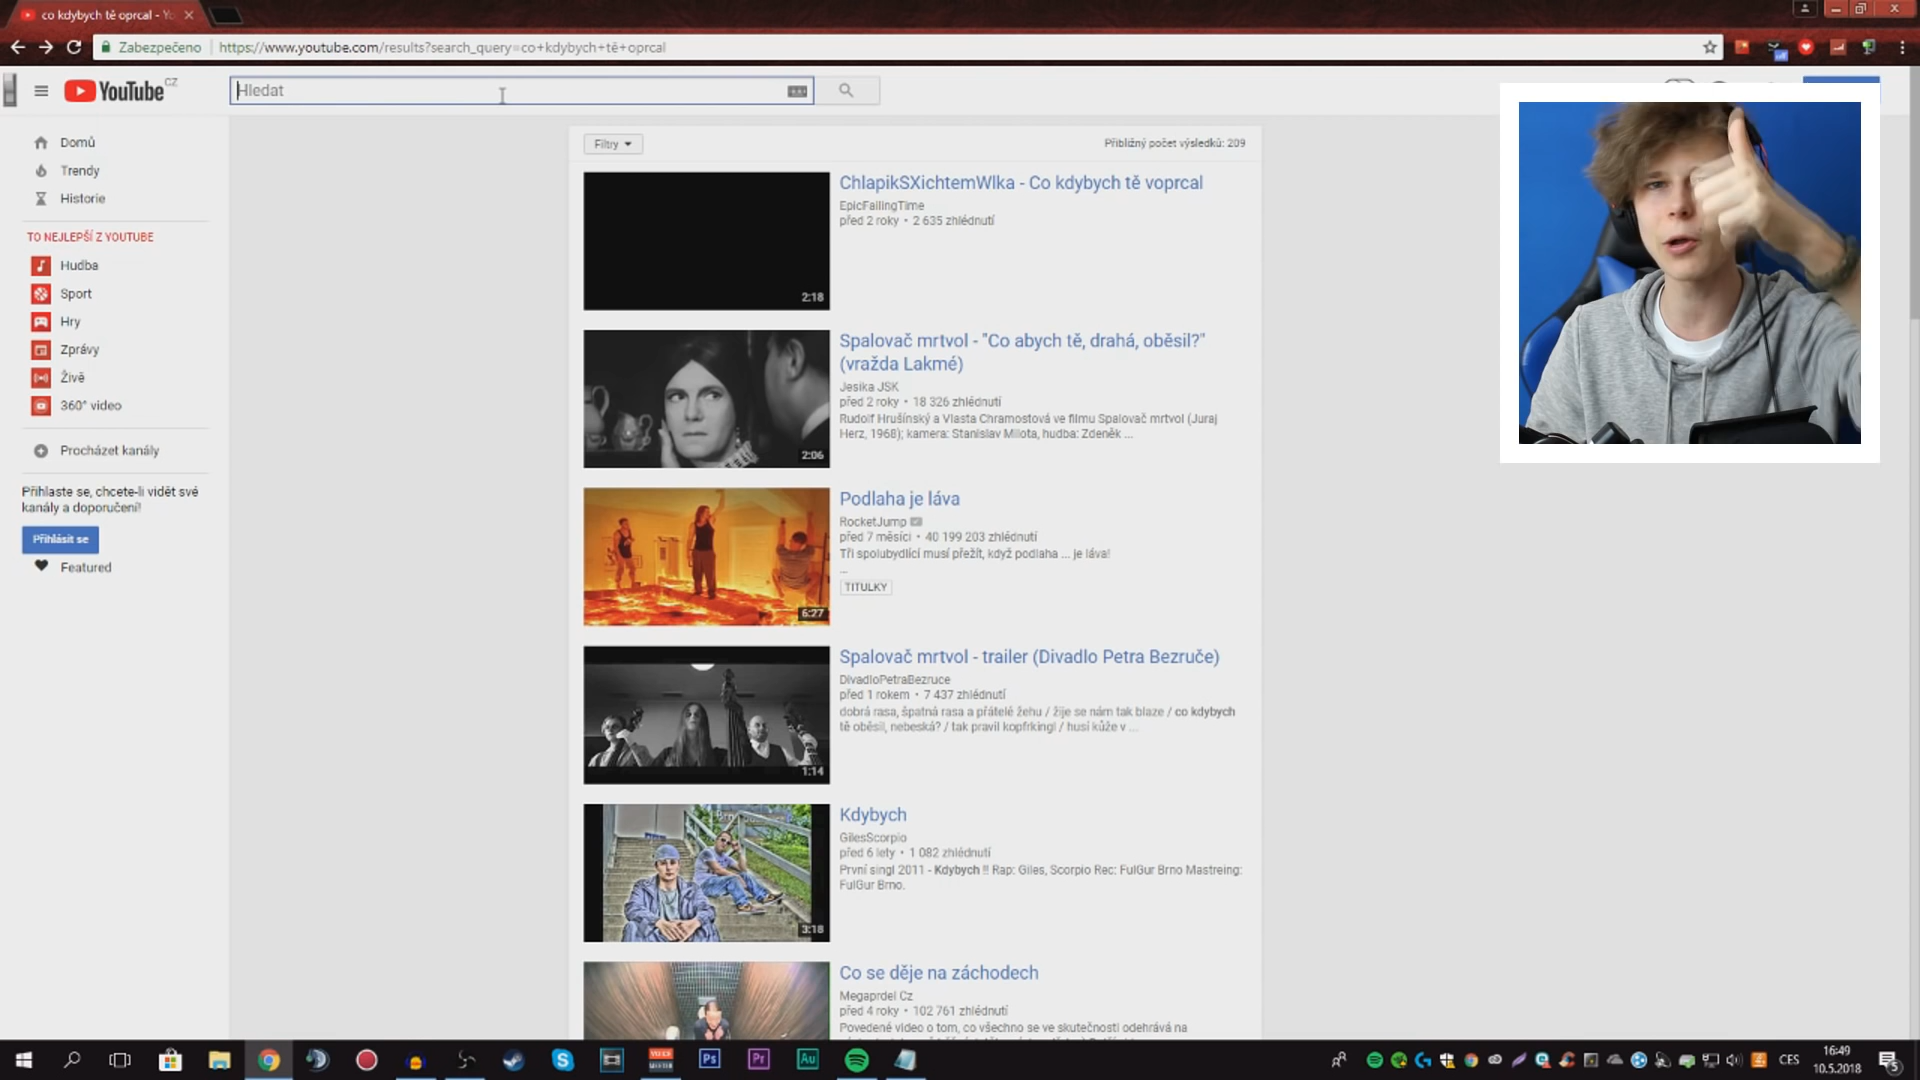 co kdybych tě oprcal - Yo
Zabezpečeno
https://www.youtube.com/results?search_query=co+kdybych+tě+oprcal
YouTube CZ
Hledat
Domů
Trendy
Historie
TO NEJLEPŠÍ Z YOUTUBE
Hudba
Sport
Hry
Zprávy
Živě
360° video
Procházet kanály
Přihlaste se, chcete-li vidět své
kanály a doporučení!
Přihlásit se
Featured
Filtry
Přibližný počet výsledků: 209
2:18
ChlapikSXichtemWlka - Co kdybych tě voprcal
EpicFailingTime
před 2 roky • 2 635 zhlédnutí
2:06
Spalovač mrtvol - "Co abych tě, drahá, oběsil?"
(vražda Lakmé)
Jesika JSK
před 2 roky • 18 326 zhlédnutí
Rudolf Hrušínský a Vlasta Chramostová ve filmu Spalovač mrtvol (Juraj
Herz, 1968); kamera: Stanislav Milota, hudba: Zdeněk ...
6:27
Podlaha je láva
RocketJump
před 7 měsíci • 40 199 203 zhlédnutí
Tři spolubydlící musí přežít, když podlaha ... je láva!
...
TITULKY
1:14
Spalovač mrtvol - trailer (Divadlo Petra Bezruče)
DivadloPetraBezruce
před 1 rokem • 7 437 zhlédnutí
dobrá rasa, špatná rasa a přátelé žehu / žije se nám tak blaze / co kdybych
tě oběsil, nebeská? / tak pravil kopfrkingl / husí kůže v ...
3:18
Kdybych
GilesScorpio
před 6 lety • 1 082 zhlédnutí
První singl 2011 - Kdybych !! Rap: Giles, Scorpio Rec: FulGur Brno Mastreing:
FulGur Brno.
Co se děje na záchodech
Megaprdel Cz
před 4 roky • 102 761 zhlédnutí
Povedené video o tom, co všechno se ve skutečnosti odehrává na
Ps
Pr
Au
CES
16:49
10.5.2018
5